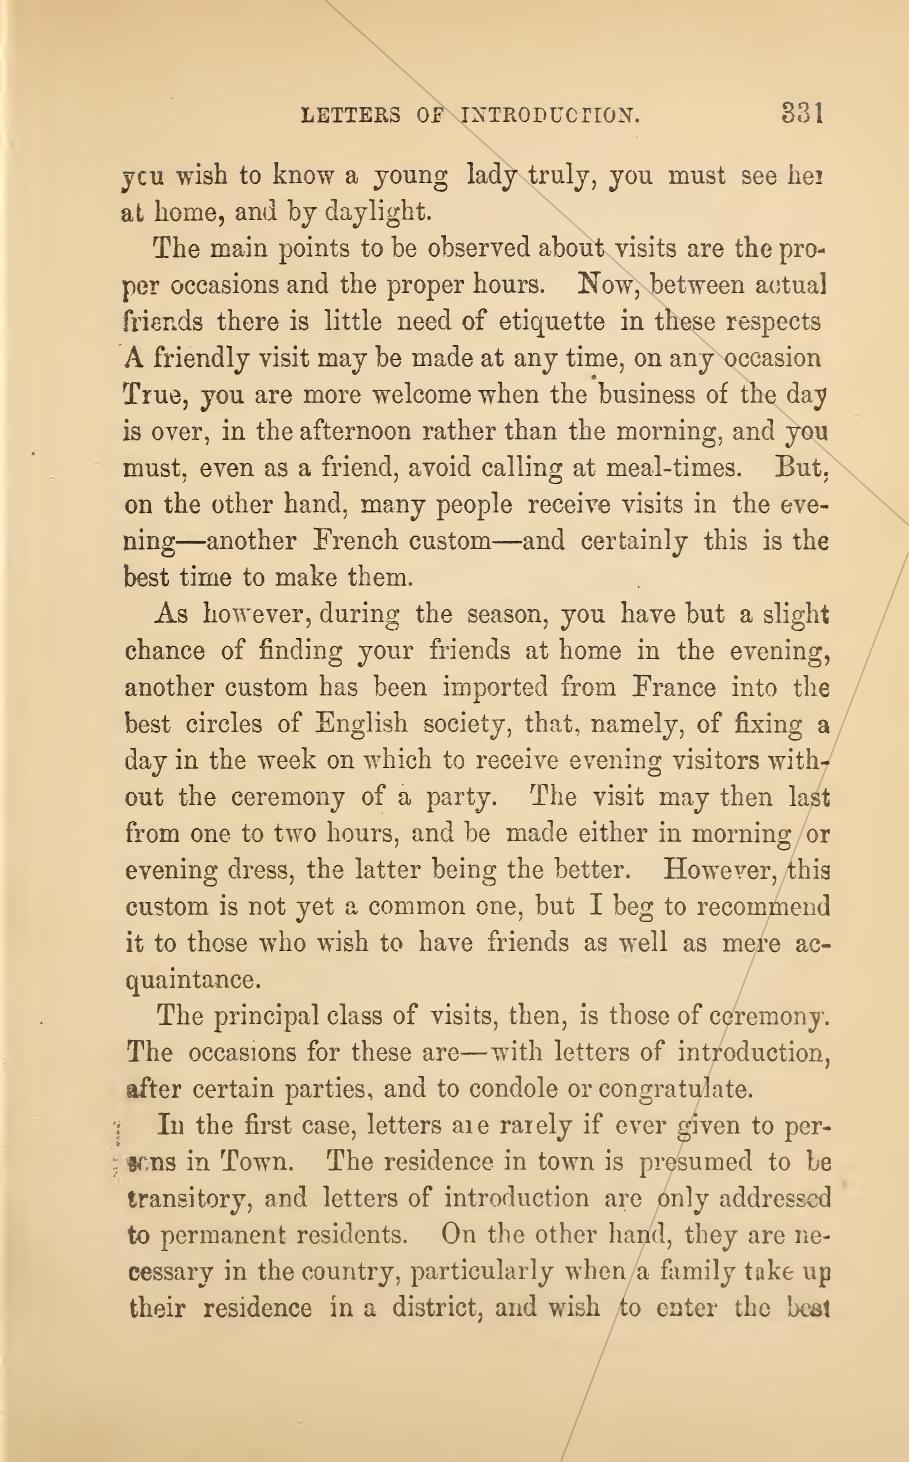 LETTERS OF INTRODUCTION. 331
you wish to know a young lady truly, you must see her
at home, and by daylight.
The main points to be observed about visits are the pro-
per occasions and the proper hours. Now, between actual
friends there is little need of etiquette in these respects
A friendly visit may be made at any time, on any occasion
True, you are more welcome when the business of the day
is over, in the afternoon rather than the morning, and you
must, even as a friend, avoid calling at meal-times. But,
on the other hand, many people receive visits in the eve-
ning—another French custom—and certainly this is the
best time to make them.
As however, during the season, you have but a slight
chance of finding your friends at home in the evening,
another custom has been imported from France into the
best circles of English society, that, namely, of fixing a
day in the week on which to receive evening visitors with-
out the ceremony of a party. The visit may then last
from one to two hours, and be made either in morning or
evening dress, the latter being the better. However, this
custom is not yet a common one, but I beg to recommend
it to those who wish to have friends as well as mere ac-
quaintance.
The principal class of visits, then, is those of ceremony.
The occasions for these are—with letters of introduction,
after certain parties, and to condole or congratulate.
In the first case, letters are rarely if ever given to per-
sons in Town. The residence in town is presumed to be
transitory, and letters of introduction are only addressed
to permanent residents. On the other hand, they are ne-
cessary in the country, particularly when a family take up
their residence in a district, and wish to enter the best